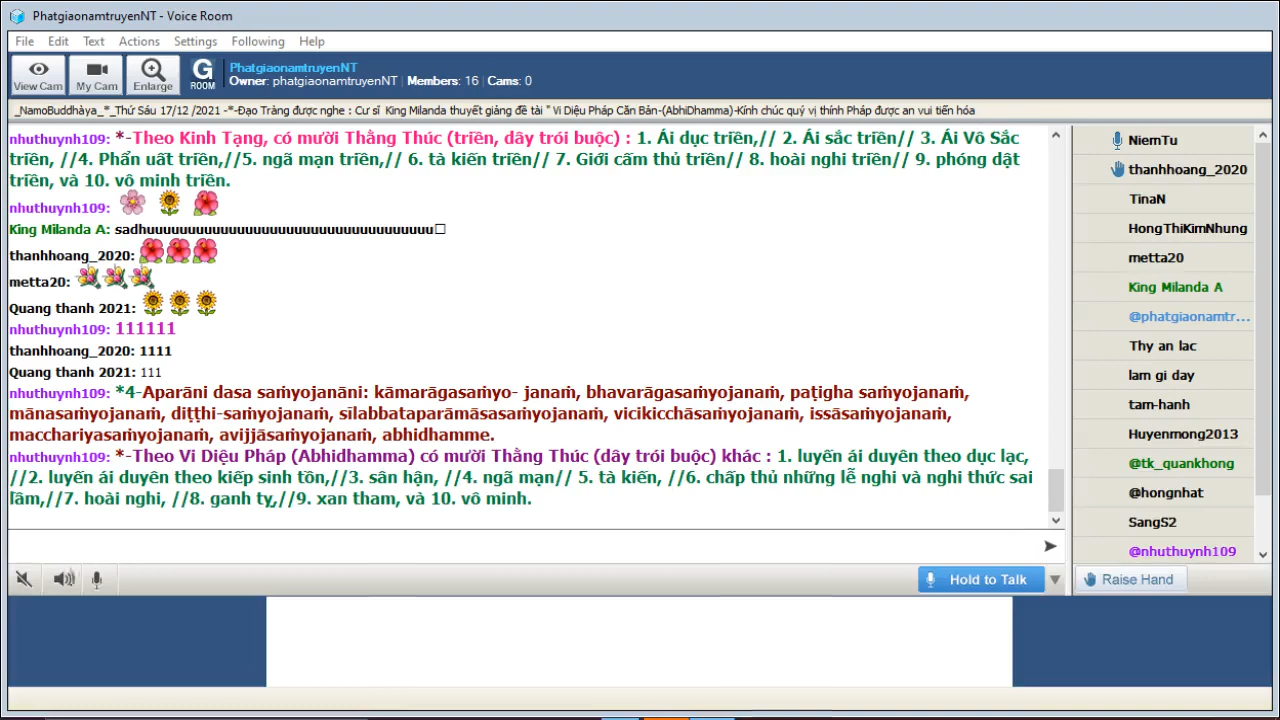 PhatgiaonamtruyenNT - Voice Room
File Edit Text Actions Settings Following Help
View Cam My Cam Enlarge G ROOM
PhatgiaonamtruyenNT
Owner: phatgiaonamtruyenNT Members: 16 Cams: 0
_NamoBuddhàya_*_Thứ Sáu 17/12 /2021 -*-Đạo Tràng được nghe : Cư sĩ King Milanda thuyết giảng đề tài " Vi Diệu Pháp Căn Bản-(AbhiDhamma)-Kính chúc quý vị thính Pháp được an vui tiến hóa
nhuthuynh109: *-Theo Kinh Tạng, có mười Thằng Thúc (triền, dây trói buộc) : 1. Ái dục triền,// 2. Ái sắc triền// 3. Ái Vô Sắc
triền, //4. Phẩn uất triền,//5. ngã mạn triền,// 6. tà kiến triền// 7. Giới cấm thủ triền// 8. hoài nghi triền// 9. phóng dật
triền, và 10. vô minh triền.
nhuthuynh109:
King Milanda A: sadhuuuuuuuuuuuuuuuuuuuuuuuuuuuuuuuuuuu
thanhhoang_2020:
metta20:
Quang thanh 2021:
nhuthuynh109: 111111
thanhhoang_2020: 1111
Quang thanh 2021: 111
nhuthuynh109: *4-Aparāni dasa saṁyojanāni: kāmarāgasaṁyo- janaṁ, bhavarāgasaṁyojanaṁ, paṭigha saṁyojanaṁ,
mānasaṁyojanaṁ, diṭṭhi-saṁyojanaṁ, sīlabbataparāmāsasaṁyojanaṁ, vicikicchāsaṁyojanaṁ, issāsaṁyojanaṁ,
macchariyasaṁyojanaṁ, avijjāsaṁyojanaṁ, abhidhamme.
nhuthuynh109: *-Theo Vi Diệu Pháp (Abhidhamma) có mười Thằng Thúc (dây trói buộc) khác : 1. luyến ái duyên theo dục lạc,
//2. luyến ái duyên theo kiếp sinh tồn,//3. sân hận, //4. ngã mạn// 5. tà kiến, //6. chấp thủ những lễ nghi và nghi thức sai
lầm,//7. hoài nghi, //8. ganh tỵ,//9. xan tham, và 10. vô minh.
Hold to Talk
NiemTu
thanhhoang_2020
TinaN
HongThiKimNhung
metta20
King Milanda A
@phatgiaonamtr...
Thy an lac
lam gi day
tam-hanh
Huyenmong2013
@tk_quankhong
@hongnhat
SangS2
@nhuthuynh109
Raise Hand